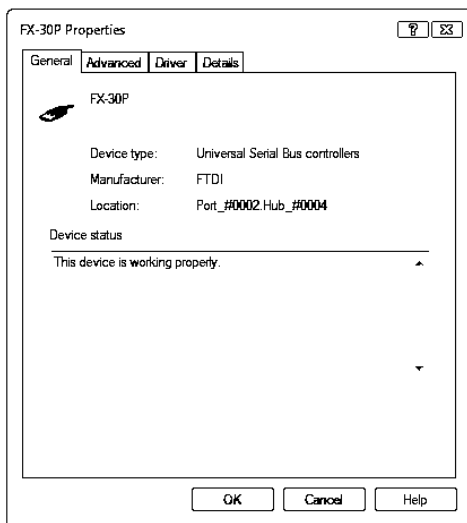 FX-30P Properties
General Advanced Driver Details
FX-30P
Device type: Universal Serial Bus controllers
Manufacturer: FTDI
Location: Port_#0002.Hub_#0004
Device status
This device is working properly.
OK Cancel Help